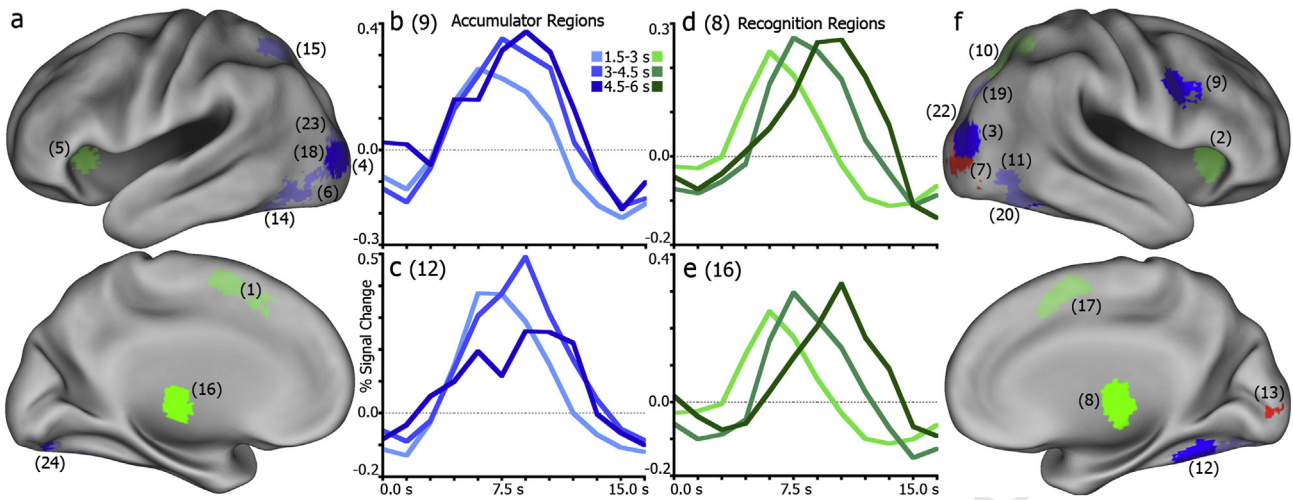 a
(15)
(5)
(23)
(18)
(4)
(6)
(14)
(1)
(16)
(24)
b (9) Accumulator Regions
0.4
0.0
-0.3
1.5-3 s
3-4.5 s
4.5-6 s
c (12)
0.5
% Signal Change
0.0
-0.2
0.0 s
7.5 s
15.0 s
d (8) Recognition Regions
0.3
0.0
-0.2
e (16)
0.4
0.0
-0.2
0.0 s
7.5 s
15.0 s
f
(10)
(9)
(19)
(22)
(3)
(2)
(7)
(11)
(20)
(17)
(8)
(13)
(12)